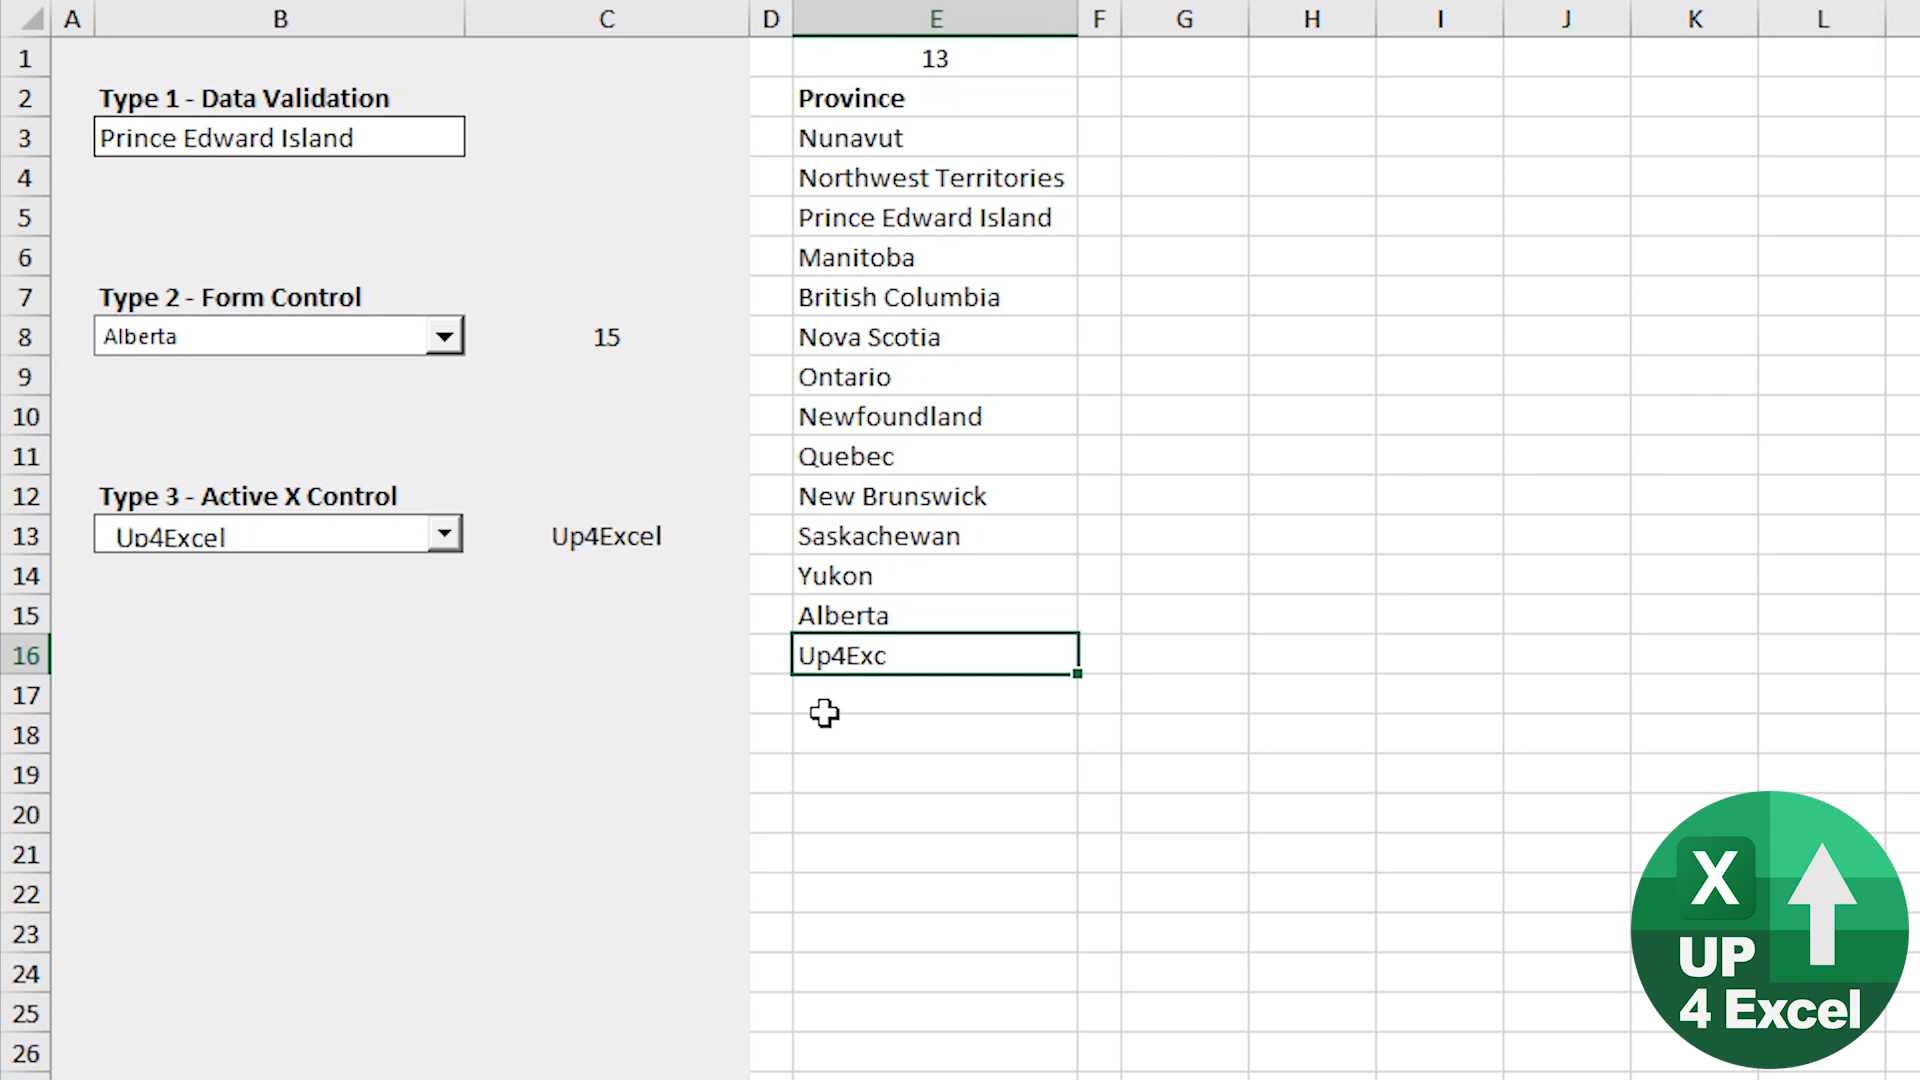 A B C D E F G H I J K L
1 13
2 Type 1 - Data Validation Province
3 Prince Edward Island Nunavut
4 Northwest Territories
5 Prince Edward Island
6 Manitoba
7 Type 2 - Form Control British Columbia
8 Alberta 15 Nova Scotia
9 Ontario
10 Newfoundland
11 Quebec
12 Type 3 - Active X Control New Brunswick
13 Up4Excel Up4Excel Saskachewan
14 Yukon
15 Alberta
16 Up4Exc
17
18
19
20
21
22
23
24
25
26
X
UP
4 Excel